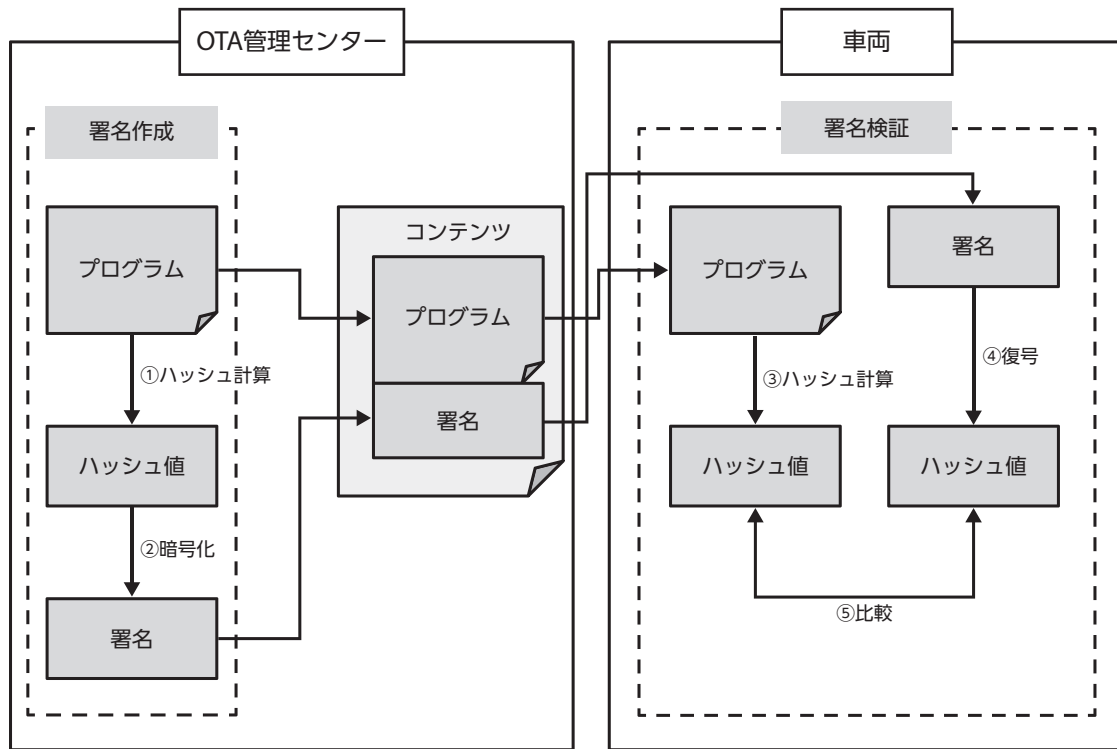 OTA管理センター
車両
署名作成
プログラム
①ハッシュ計算
ハッシュ値
②暗号化
署名
コンテンツ
プログラム
署名
署名検証
プログラム
③ハッシュ計算
ハッシュ値
署名
④復号
ハッシュ値
⑤比較